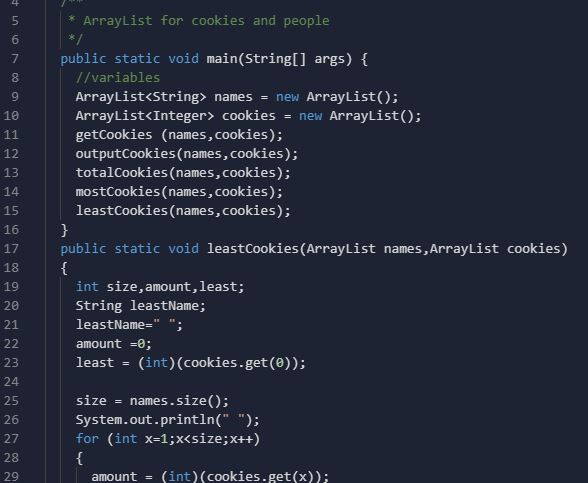 4 /**
5 * ArrayList for cookies and people
6 */
7 public static void main(String[] args) {
8 //variables
9 ArrayList<String> names = new ArrayList();
10 ArrayList<Integer> cookies = new ArrayList();
11 getCookies (names,cookies);
12 outputCookies(names,cookies);
13 totalCookies(names,cookies);
14 mostCookies(names,cookies);
15 leastCookies(names,cookies);
16 }
17 public static void leastCookies(ArrayList names,ArrayList cookies)
18 {
19 int size,amount,least;
20 String leastName;
21 leastName=" ";
22 amount =0;
23 least = (int)(cookies.get(0));
24
25 size = names.size();
26 System.out.println(" ");
27 for (int x=1;x<size;x++)
28 {
29 amount = (int)(cookies.get(x));